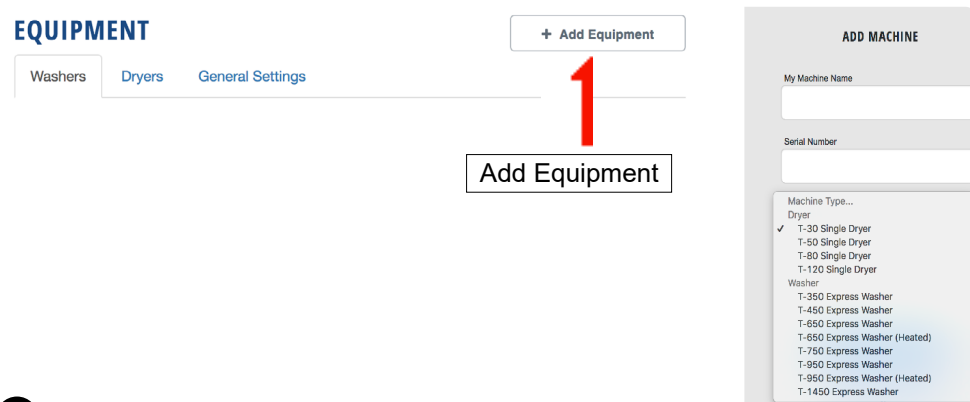 EQUIPMENT
+ Add Equipment
Washers Dryers General Settings
Add Equipment
ADD MACHINE
My Machine Name
Serial Number
Machine Type...
Dryer
✓ T-30 Single Dryer
T-50 Single Dryer
T-80 Single Dryer
T-120 Single Dryer
Washer
T-350 Express Washer
T-450 Express Washer
T-650 Express Washer
T-650 Express Washer (Heated)
T-750 Express Washer
T-950 Express Washer
T-950 Express Washer (Heated)
T-1450 Express Washer